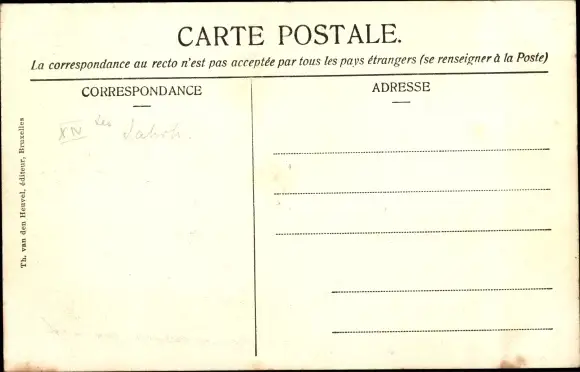 CARTE POSTALE.
La correspondance au recto n'est pas acceptée par tous les pays étrangers (se renseigner à la Poste)
CORRESPONDANCE
ADRESSE
XIV
Th. van den Heuvel, éditeur, Bruxelles